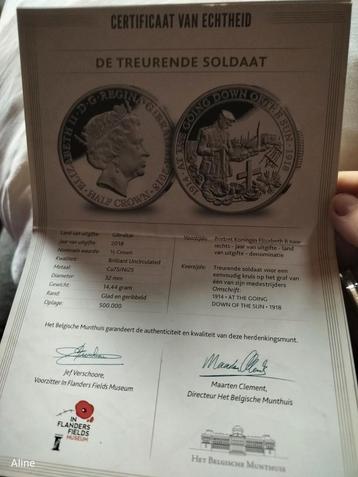 CERTIFICAAT VAN ECHTHEID
DE TREURENDE SOLDAAT
ELIZABETH II · D · G · REGINA
HALF CROWN · 2018
1914 · AT THE GOING DOWN OF THE SUN · 1918
Land van uitgifte: Gibraltar
Jaar van uitgifte: 2018
Nominale waarde: ½ Crown
Kwaliteit: Brilliant Uncirculated
Metaal: Cu75/Ni25
Diameter: 32 mm
Gewicht: 14,44 gram
Rand: Glad en geribbeld
Oplage: 500.000
Voorzijde: Portret Koningin Elizabeth II naar
rechts - jaar van uitgifte - land
van uitgifte - denominatie
Keerzijde: Treurende soldaat voor een
eenvoudig kruis op het graf van
één van zijn medestrijders
Omschrift:
1914 • AT THE GOING
DOWN OF THE SUN • 1918
Het Belgische Munthuis garandeert de authenticiteit en kwaliteit van deze herdenkingsmunt.
Jef Verschoore,
Voorzitter In Flanders Fields Museum
Maarten Clement,
Directeur Het Belgische Munthuis
IN
FLANDERS
FIELDS
MUSEUM
HET BELGISCHE MUNTHUIS
Aline